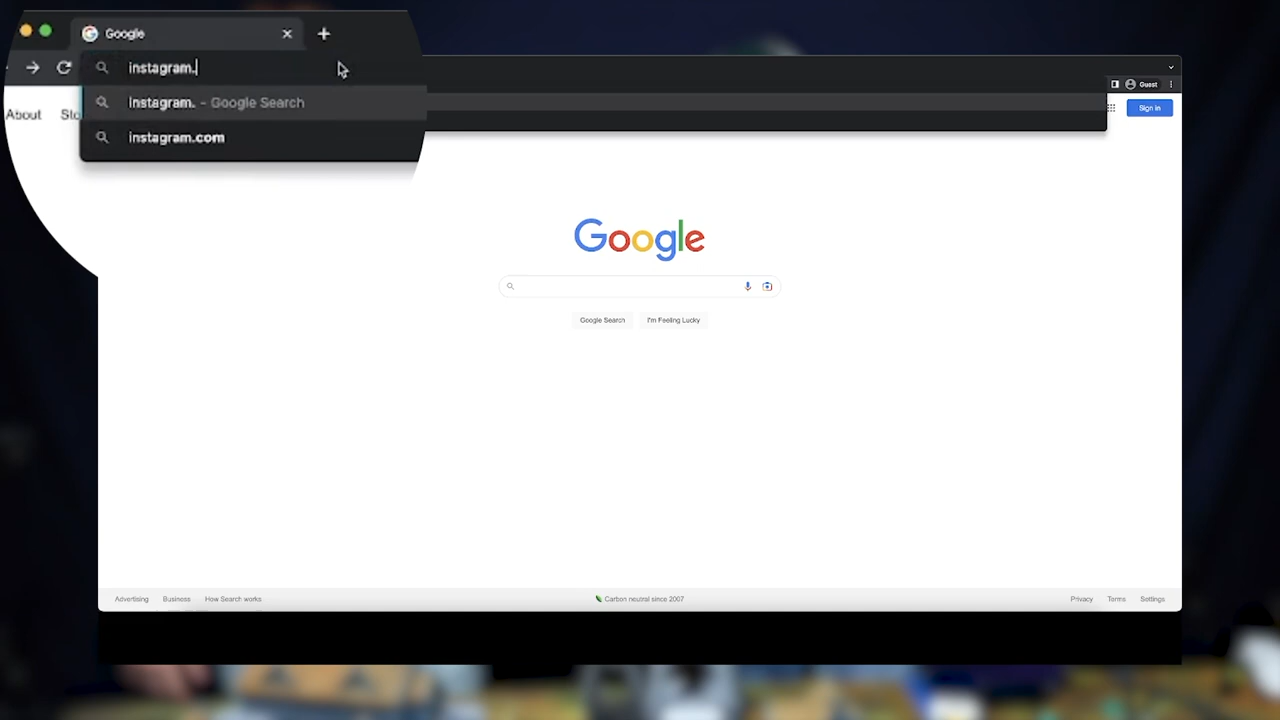 Google
instagram.
instagram. - Google Search
instagram.com
About
Guest
Sign in
Google
Google Search
I'm Feeling Lucky
Advertising Business How Search works
Carbon neutral since 2007
Privacy Terms Settings